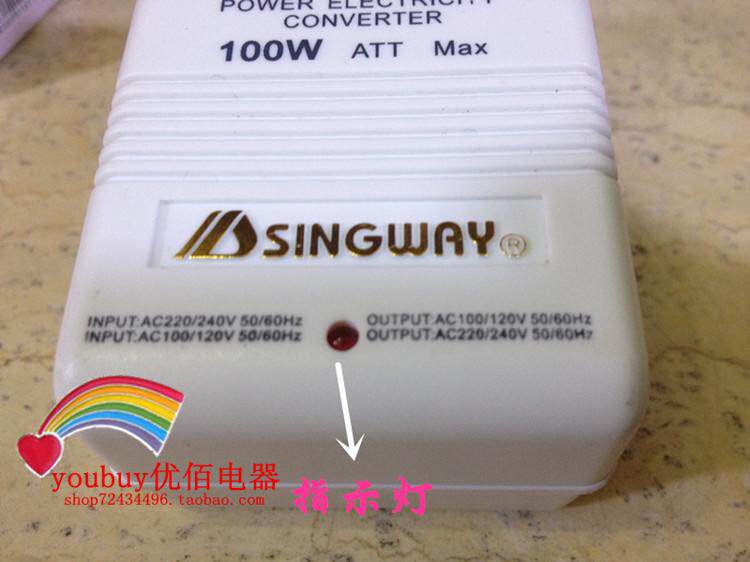 POWER ELECTRICITY
CONVERTER
100W ATT Max
SINGWAY®
INPUT:AC220/240V 50/60Hz OUTPUT:AC100/120V 50/60Hz
INPUT:AC100/120V 50/60Hz OUTPUT:AC220/240V 50/60Hz
youbuy优佰电器
shop72434496.taobao.com
指示灯